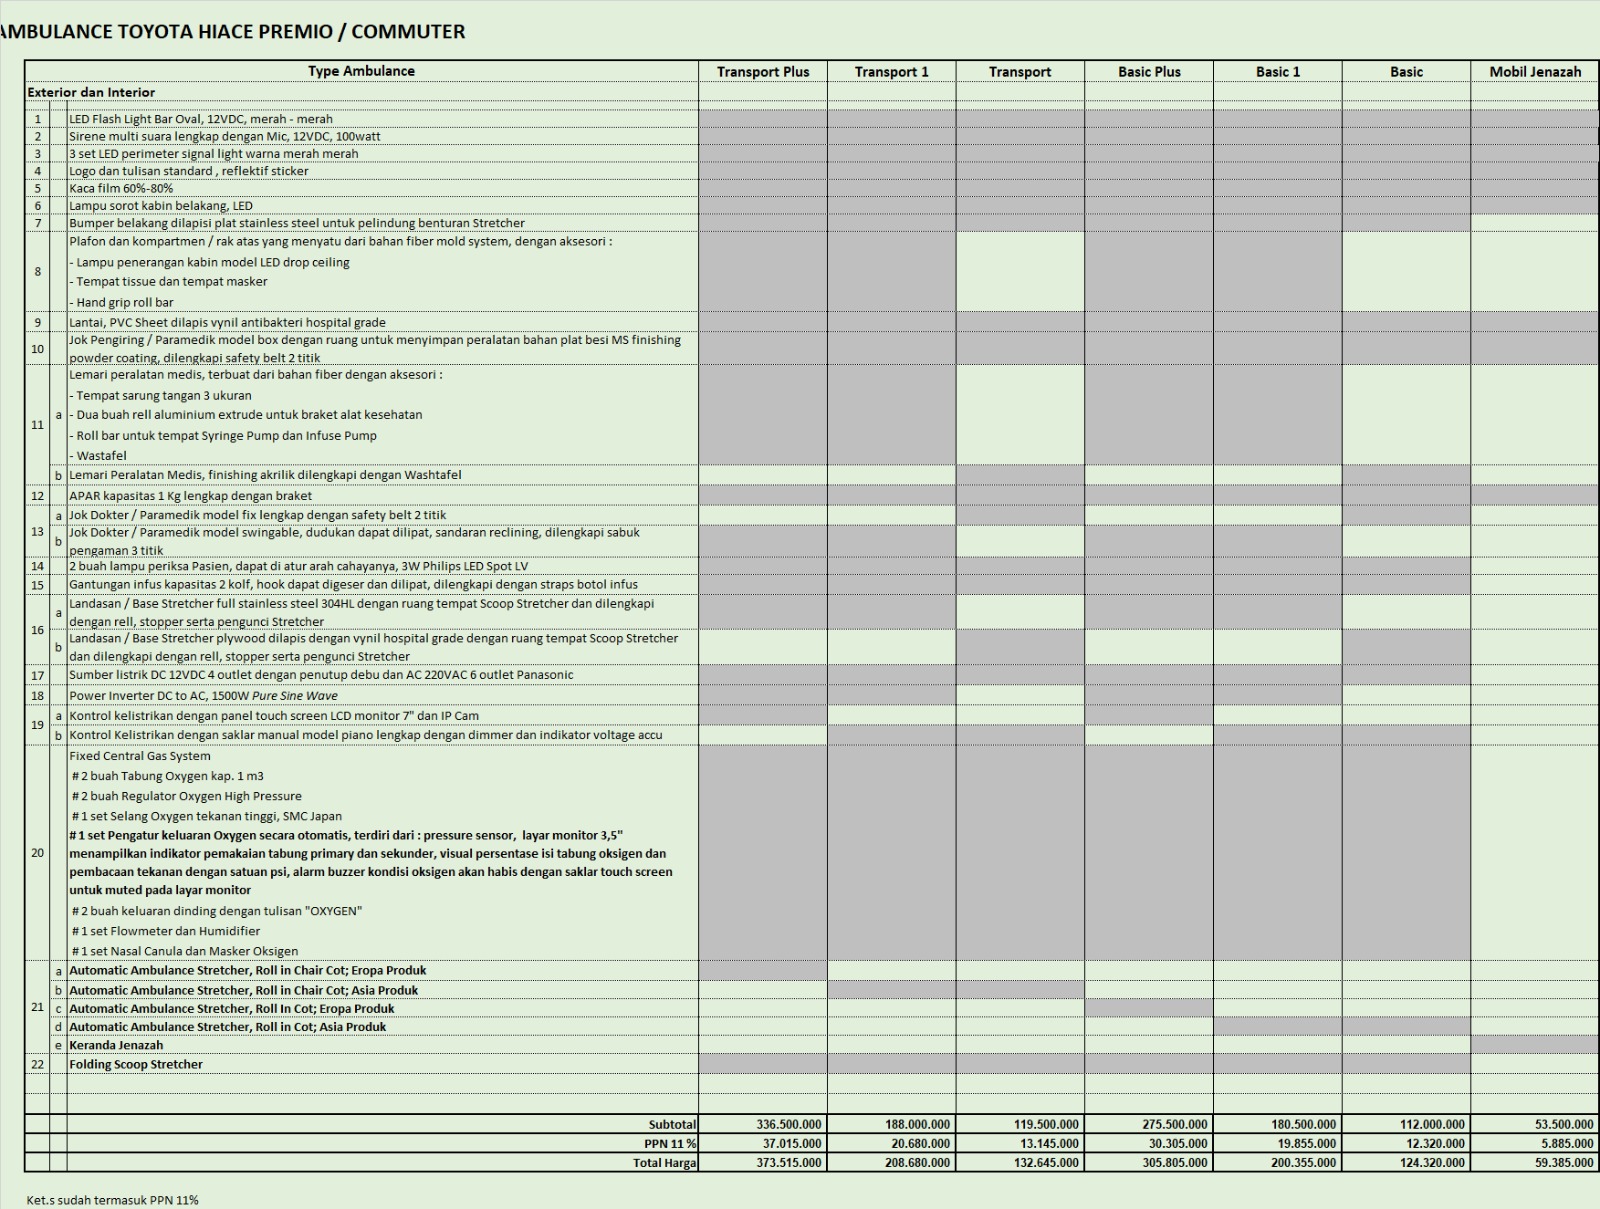 AMBULANCE TOYOTA HIACE PREMIO / COMMUTER
Type Ambulance Transport Plus Transport 1 Transport Basic Plus Basic 1 Basic Mobil Jenazah
Exterior dan Interior
1 LED Flash Light Bar Oval, 12VDC, merah - merah
2 Sirene multi suara lengkap dengan Mic, 12VDC, 100watt
3 3 set LED perimeter signal light warna merah merah
4 Logo dan tulisan standard , reflektif sticker
5 Kaca film 60%-80%
6 Lampu sorot kabin belakang, LED
7 Bumper belakang dilapisi plat stainless steel untuk pelindung benturan Stretcher
8 Plafon dan kompartmen / rak atas yang menyatu dari bahan fiber mold system, dengan aksesori :
- Lampu penerangan kabin model LED drop ceiling
- Tempat tissue dan tempat masker
- Hand grip roll bar
9 Lantai, PVC Sheet dilapis vynil antibakteri hospital grade
10 Jok Pengiring / Paramedik model box dengan ruang untuk menyimpan peralatan bahan plat besi MS finishing
powder coating, dilengkapi safety belt 2 titik
11 a Lemari peralatan medis, terbuat dari bahan fiber dengan aksesori :
- Tempat sarung tangan 3 ukuran
- Dua buah rell aluminium extrude untuk braket alat kesehatan
- Roll bar untuk tempat Syringe Pump dan Infuse Pump
- Wastafel
b Lemari Peralatan Medis, finishing akrilik dilengkapi dengan Washtafel
12 APAR kapasitas 1 Kg lengkap dengan braket
13 a Jok Dokter / Paramedik model fix lengkap dengan safety belt 2 titik
b Jok Dokter / Paramedik model swingable, dudukan dapat dilipat, sandaran reclining, dilengkapi sabuk
pengaman 3 titik
14 2 buah lampu periksa Pasien, dapat di atur arah cahayanya, 3W Philips LED Spot LV
15 Gantungan infus kapasitas 2 kolf, hook dapat digeser dan dilipat, dilengkapi dengan straps botol infus
16 a Landasan / Base Stretcher full stainless steel 304HL dengan ruang tempat Scoop Stretcher dan dilengkapi
dengan rell, stopper serta pengunci Stretcher
b Landasan / Base Stretcher plywood dilapis dengan vynil hospital grade dengan ruang tempat Scoop Stretcher
dan dilengkapi dengan rell, stopper serta pengunci Stretcher
17 Sumber listrik DC 12VDC 4 outlet dengan penutup debu dan AC 220VAC 6 outlet Panasonic
18 Power Inverter DC to AC, 1500W Pure Sine Wave
19 a Kontrol kelistrikan dengan panel touch screen LCD monitor 7" dan IP Cam
b Kontrol Kelistrikan dengan saklar manual model piano lengkap dengan dimmer dan indikator voltage accu
20 Fixed Central Gas System
# 2 buah Tabung Oxygen kap. 1 m3
# 2 buah Regulator Oxygen High Pressure
# 1 set Selang Oxygen tekanan tinggi, SMC Japan
# 1 set Pengatur keluaran Oxygen secara otomatis, terdiri dari : pressure sensor, layar monitor 3,5"
menampilkan indikator pemakaian tabung primary dan sekunder, visual persentase isi tabung oksigen dan
pembacaan tekanan dengan satuan psi, alarm buzzer kondisi oksigen akan habis dengan saklar touch screen
untuk muted pada layar monitor
# 2 buah keluaran dinding dengan tulisan "OXYGEN"
# 1 set Flowmeter dan Humidifier
# 1 set Nasal Canula dan Masker Oksigen
21 a Automatic Ambulance Stretcher, Roll in Chair Cot; Eropa Produk
b Automatic Ambulance Stretcher, Roll in Chair Cot; Asia Produk
c Automatic Ambulance Stretcher, Roll In Cot; Eropa Produk
d Automatic Ambulance Stretcher, Roll in Cot; Asia Produk
e Keranda Jenazah
22 Folding Scoop Stretcher
Subtotal 336.500.000 188.000.000 119.500.000 275.500.000 180.500.000 112.000.000 53.500.000
PPN 11 % 37.015.000 20.680.000 13.145.000 30.305.000 19.855.000 12.320.000 5.885.000
Total Harga 373.515.000 208.680.000 132.645.000 305.805.000 200.355.000 124.320.000 59.385.000
Ket.s sudah termasuk PPN 11%